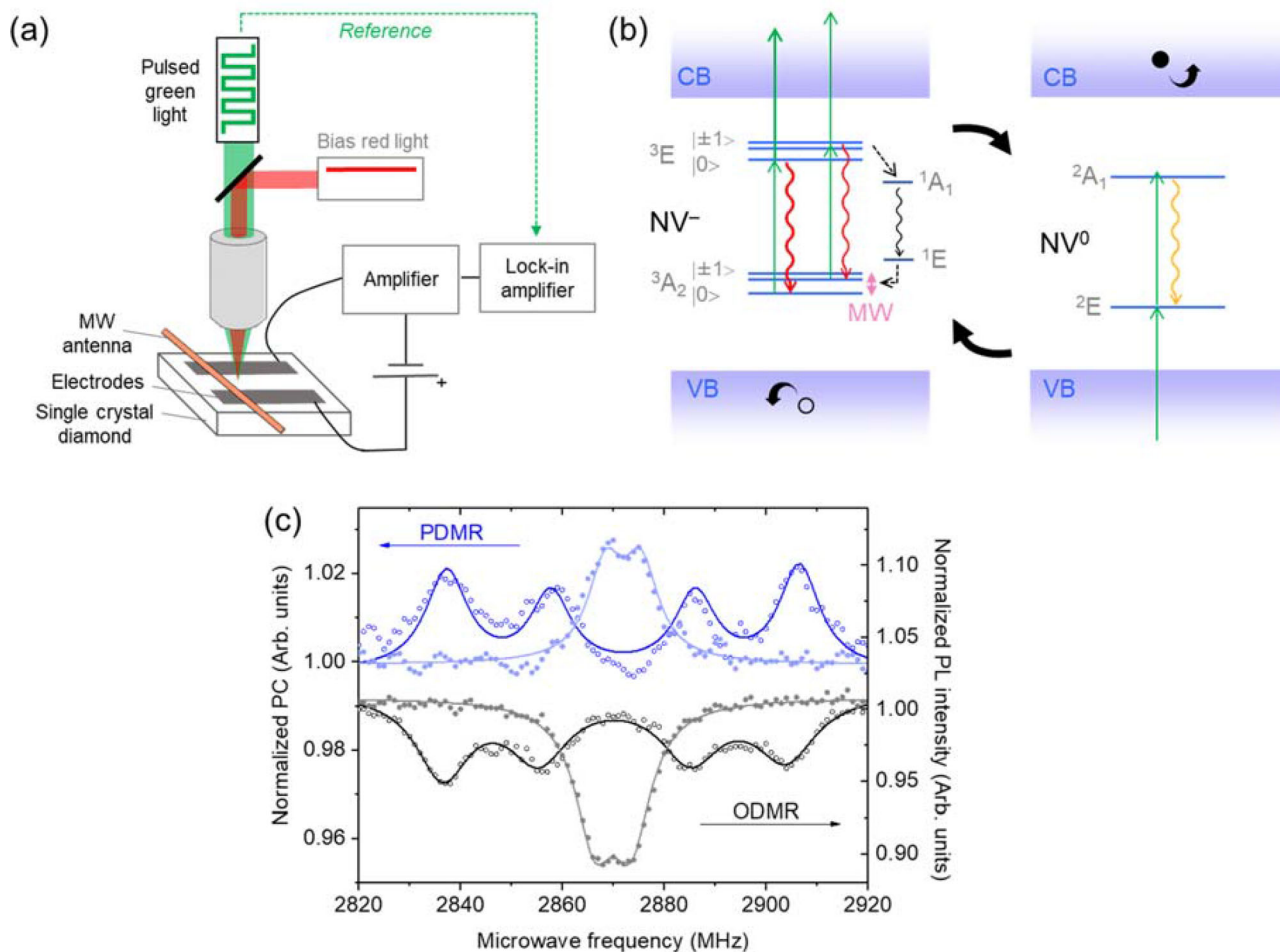 (a)
Reference
Pulsed
green
light
Bias red light
Amplifier
Lock-in
amplifier
MW
antenna
Electrodes
Single crystal
diamond
+
(b)
CB
³E
|±1⟩
|0⟩
¹A₁
NV⁻
¹E
³A₂
|±1⟩
|0⟩
MW
VB
CB
²A₁
NV⁰
²E
VB
(c)
PDMR
ODMR
Normalized PC (Arb. units)
1.02
1.00
0.98
0.96
Normalized PL intensity (Arb. units)
1.10
1.05
1.00
0.95
0.90
2820 2840 2860 2880 2900 2920
Microwave frequency (MHz)